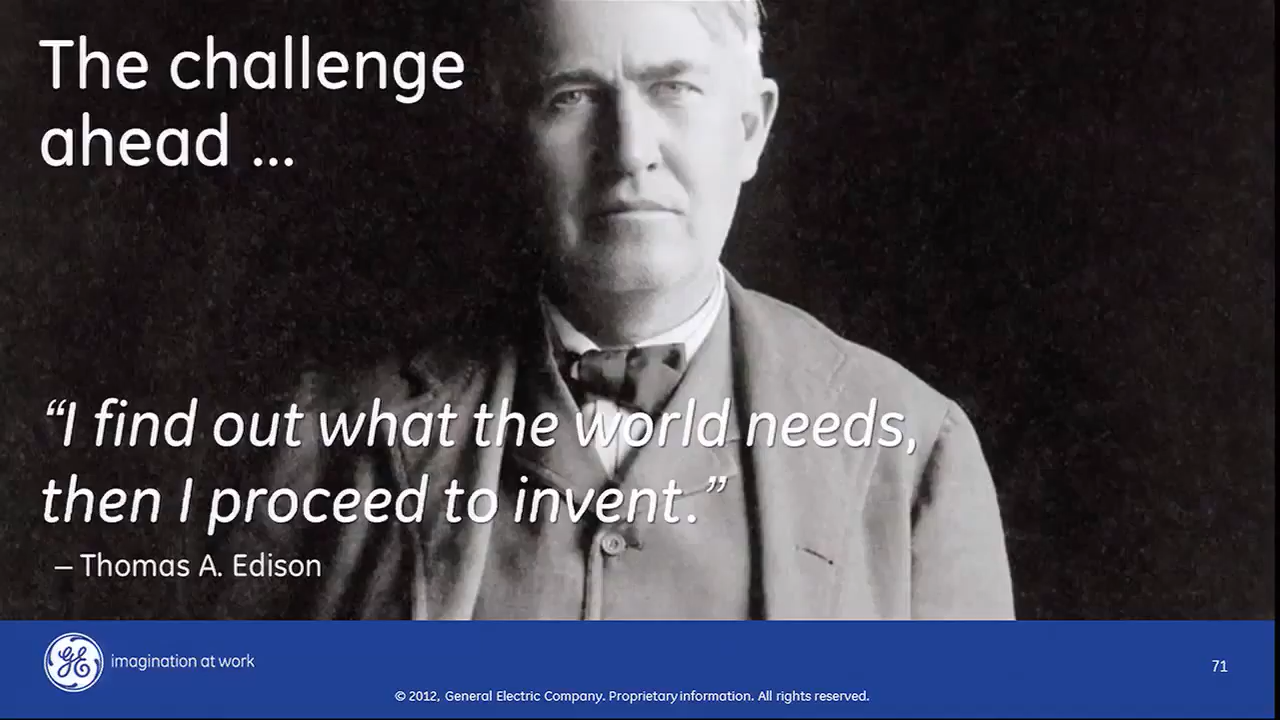 The challenge
ahead ...
“I find out what the world needs,
then I proceed to invent.”
– Thomas A. Edison
GE imagination at work
71
© 2012, General Electric Company. Proprietary information. All rights reserved.